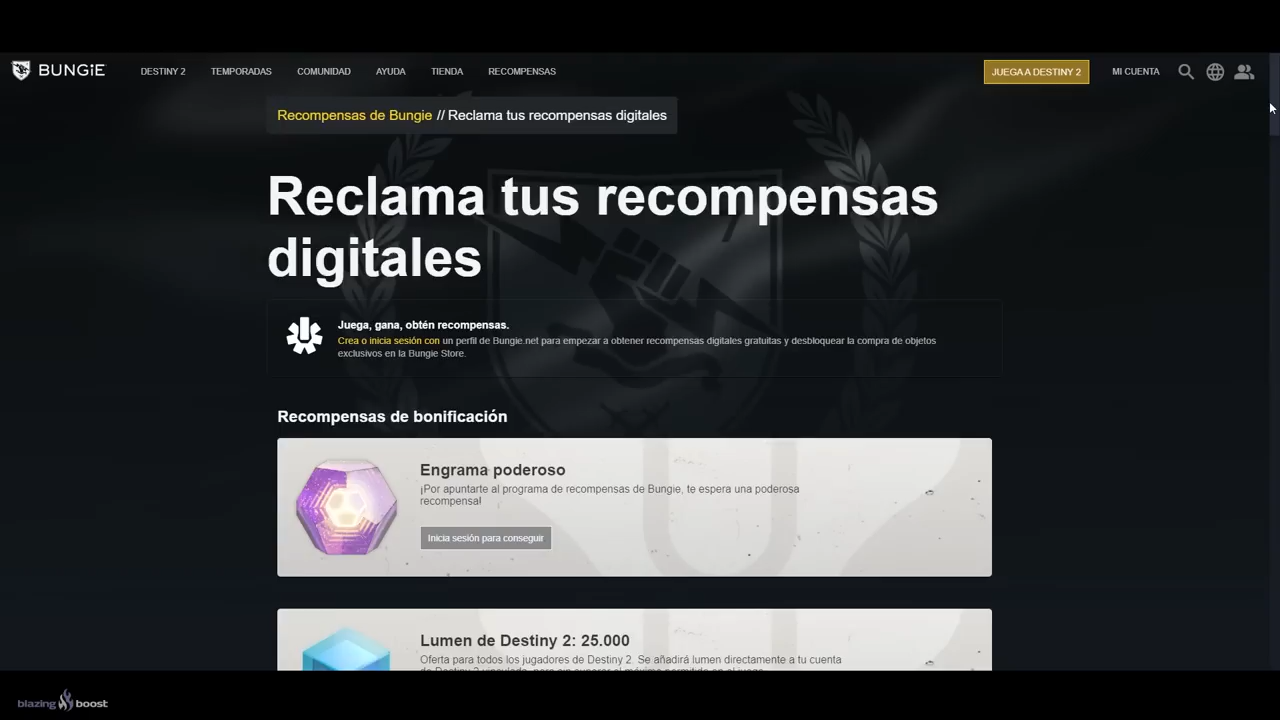 BUNGiE DESTINY 2 TEMPORADAS COMUNIDAD AYUDA TIENDA RECOMPENSAS JUEGA A DESTINY 2 MI CUENTA
Recompensas de Bungie // Reclama tus recompensas digitales
Reclama tus recompensas
digitales
Juega, gana, obtén recompensas.
Crea o inicia sesión con un perfil de Bungie.net para empezar a obtener recompensas digitales gratuitas y desbloquear la compra de objetos
exclusivos en la Bungie Store.
Recompensas de bonificación
Engrama poderoso
¡Por apuntarte al programa de recompensas de Bungie, te espera una poderosa
recompensa!
Inicia sesión para conseguir
Lumen de Destiny 2: 25.000
Oferta para todos los jugadores de Destiny 2. Se añadirá lumen directamente a tu cuenta
blazing boost